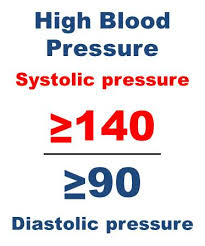 High Blood
Pressure
Systolic pressure
≥140
≥90
Diastolic pressure